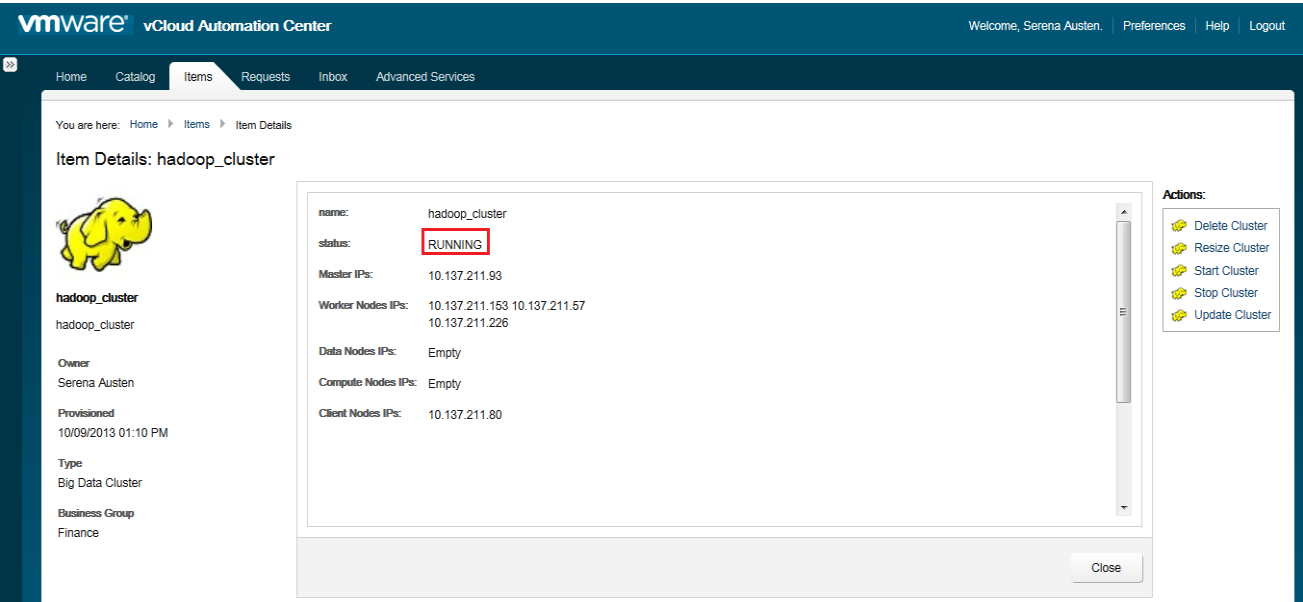 vmware® vCloud Automation Center
Welcome, Serena Austen. Preferences Help Logout
Home Catalog Items Requests Inbox Advanced Services
You are here: Home Items Item Details
Item Details: hadoop_cluster
hadoop_cluster
hadoop_cluster
Owner
Serena Austen
Provisioned
10/09/2013 01:10 PM
Type
Big Data Cluster
Business Group
Finance
name: hadoop_cluster
status: RUNNING
Master IPs: 10.137.211.93
Worker Nodes IPs: 10.137.211.153 10.137.211.57
10.137.211.226
Data Nodes IPs: Empty
Compute Nodes IPs: Empty
Client Nodes IPs: 10.137.211.80
Close
Actions:
Delete Cluster
Resize Cluster
Start Cluster
Stop Cluster
Update Cluster